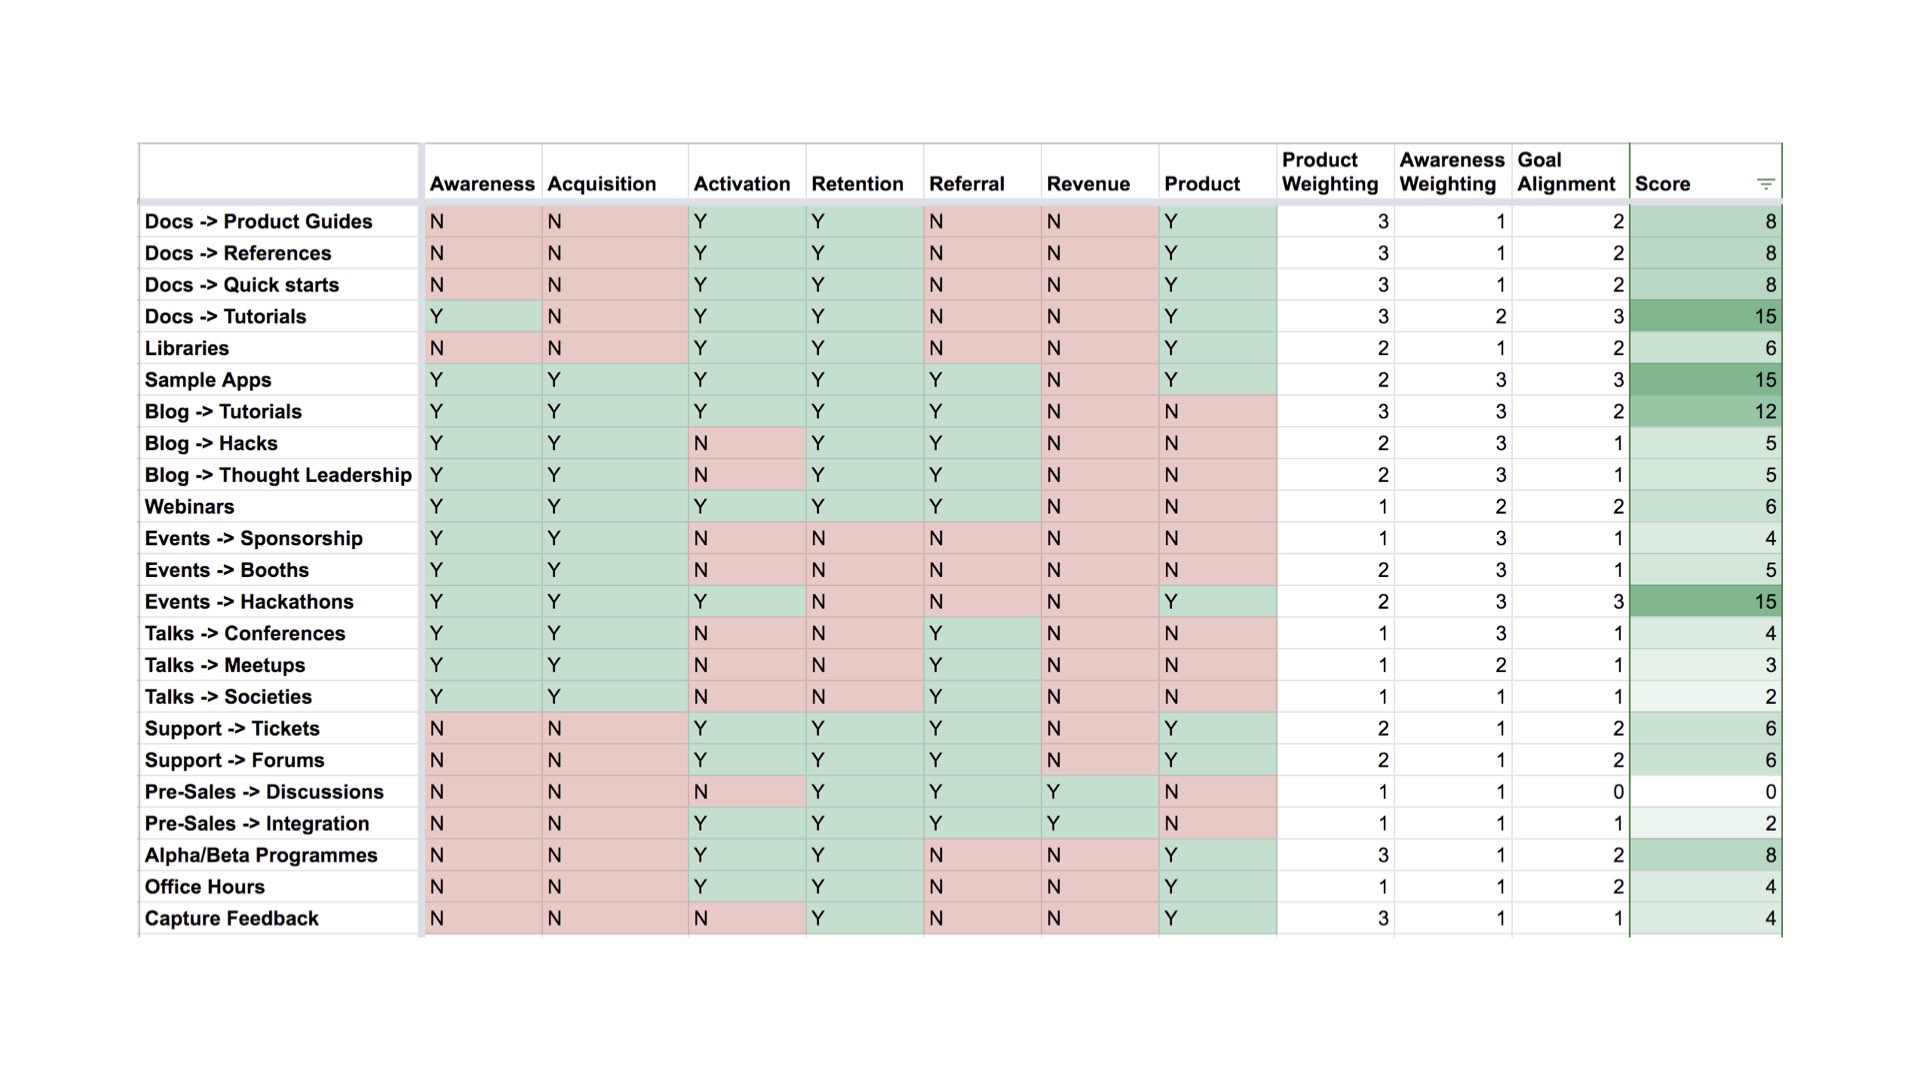 Awareness Acquisition Activation Retention Referral Revenue Product Product Weighting Awareness Weighting Goal Alignment Score
Docs -> Product Guides N N Y Y N N Y 3 1 2 8
Docs -> References N N Y Y N N Y 3 1 2 8
Docs -> Quick starts N N Y Y N N Y 3 1 2 8
Docs -> Tutorials Y N Y Y N N Y 3 2 3 15
Libraries N N Y Y N N Y 2 1 2 6
Sample Apps Y Y Y Y Y N Y 2 3 3 15
Blog -> Tutorials Y Y Y Y Y N N 3 3 2 12
Blog -> Hacks Y Y N Y Y N N 2 3 1 5
Blog -> Thought Leadership Y Y N Y Y N N 2 3 1 5
Webinars Y Y Y Y Y N N 1 2 2 6
Events -> Sponsorship Y Y N N N N N 1 3 1 4
Events -> Booths Y Y N N N N N 2 3 1 5
Events -> Hackathons Y Y Y N N N Y 2 3 3 15
Talks -> Conferences Y Y N N Y N N 1 3 1 4
Talks -> Meetups Y Y N N Y N N 1 2 1 3
Talks -> Societies Y Y N N Y N N 1 1 1 2
Support -> Tickets N N Y Y Y N Y 2 1 2 6
Support -> Forums N N Y Y Y N Y 2 1 2 6
Pre-Sales -> Discussions N N N Y Y Y N 1 1 0 0
Pre-Sales -> Integration N N Y Y Y Y N 1 1 1 2
Alpha/Beta Programmes N N Y Y N N Y 3 1 2 8
Office Hours N N Y Y N N Y 1 1 2 4
Capture Feedback N N N Y N N Y 3 1 1 4